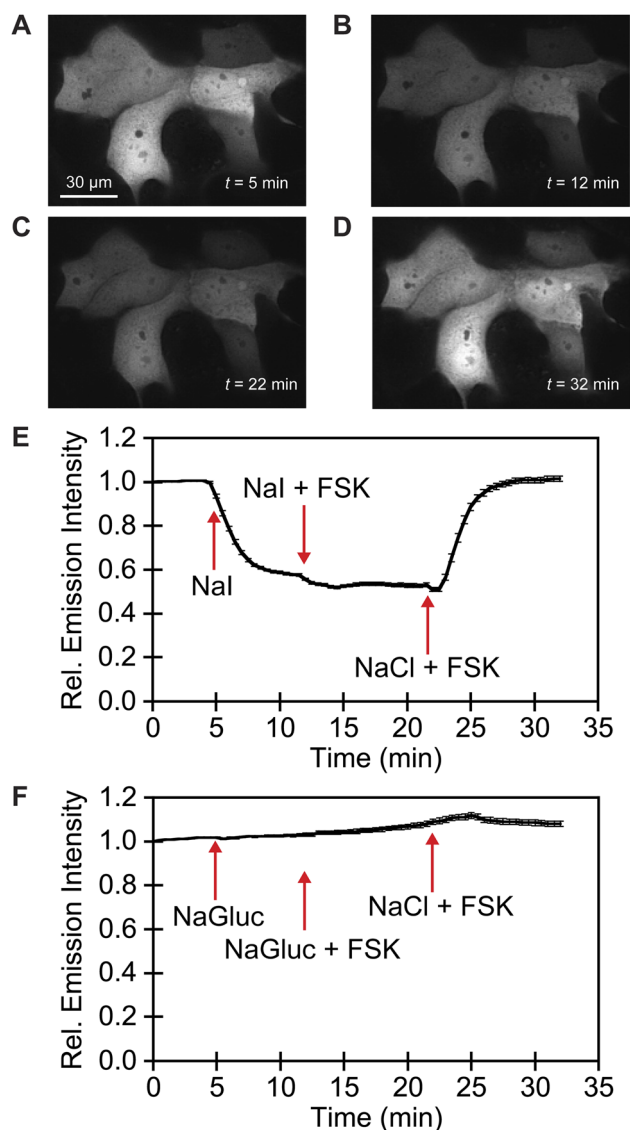 A
B
30 µm
t = 5 min
t = 12 min
C
D
t = 22 min
t = 32 min
E
Rel. Emission Intensity
1.2
1.0
0.8
0.6
0.4
0.2
0.0
NaI + FSK
NaI
NaCl + FSK
0 5 10 15 20 25 30 35
Time (min)
F
Rel. Emission Intensity
1.2
1.0
0.8
0.6
0.4
0.2
0.0
NaGluc
NaGluc + FSK
NaCl + FSK
0 5 10 15 20 25 30 35
Time (min)